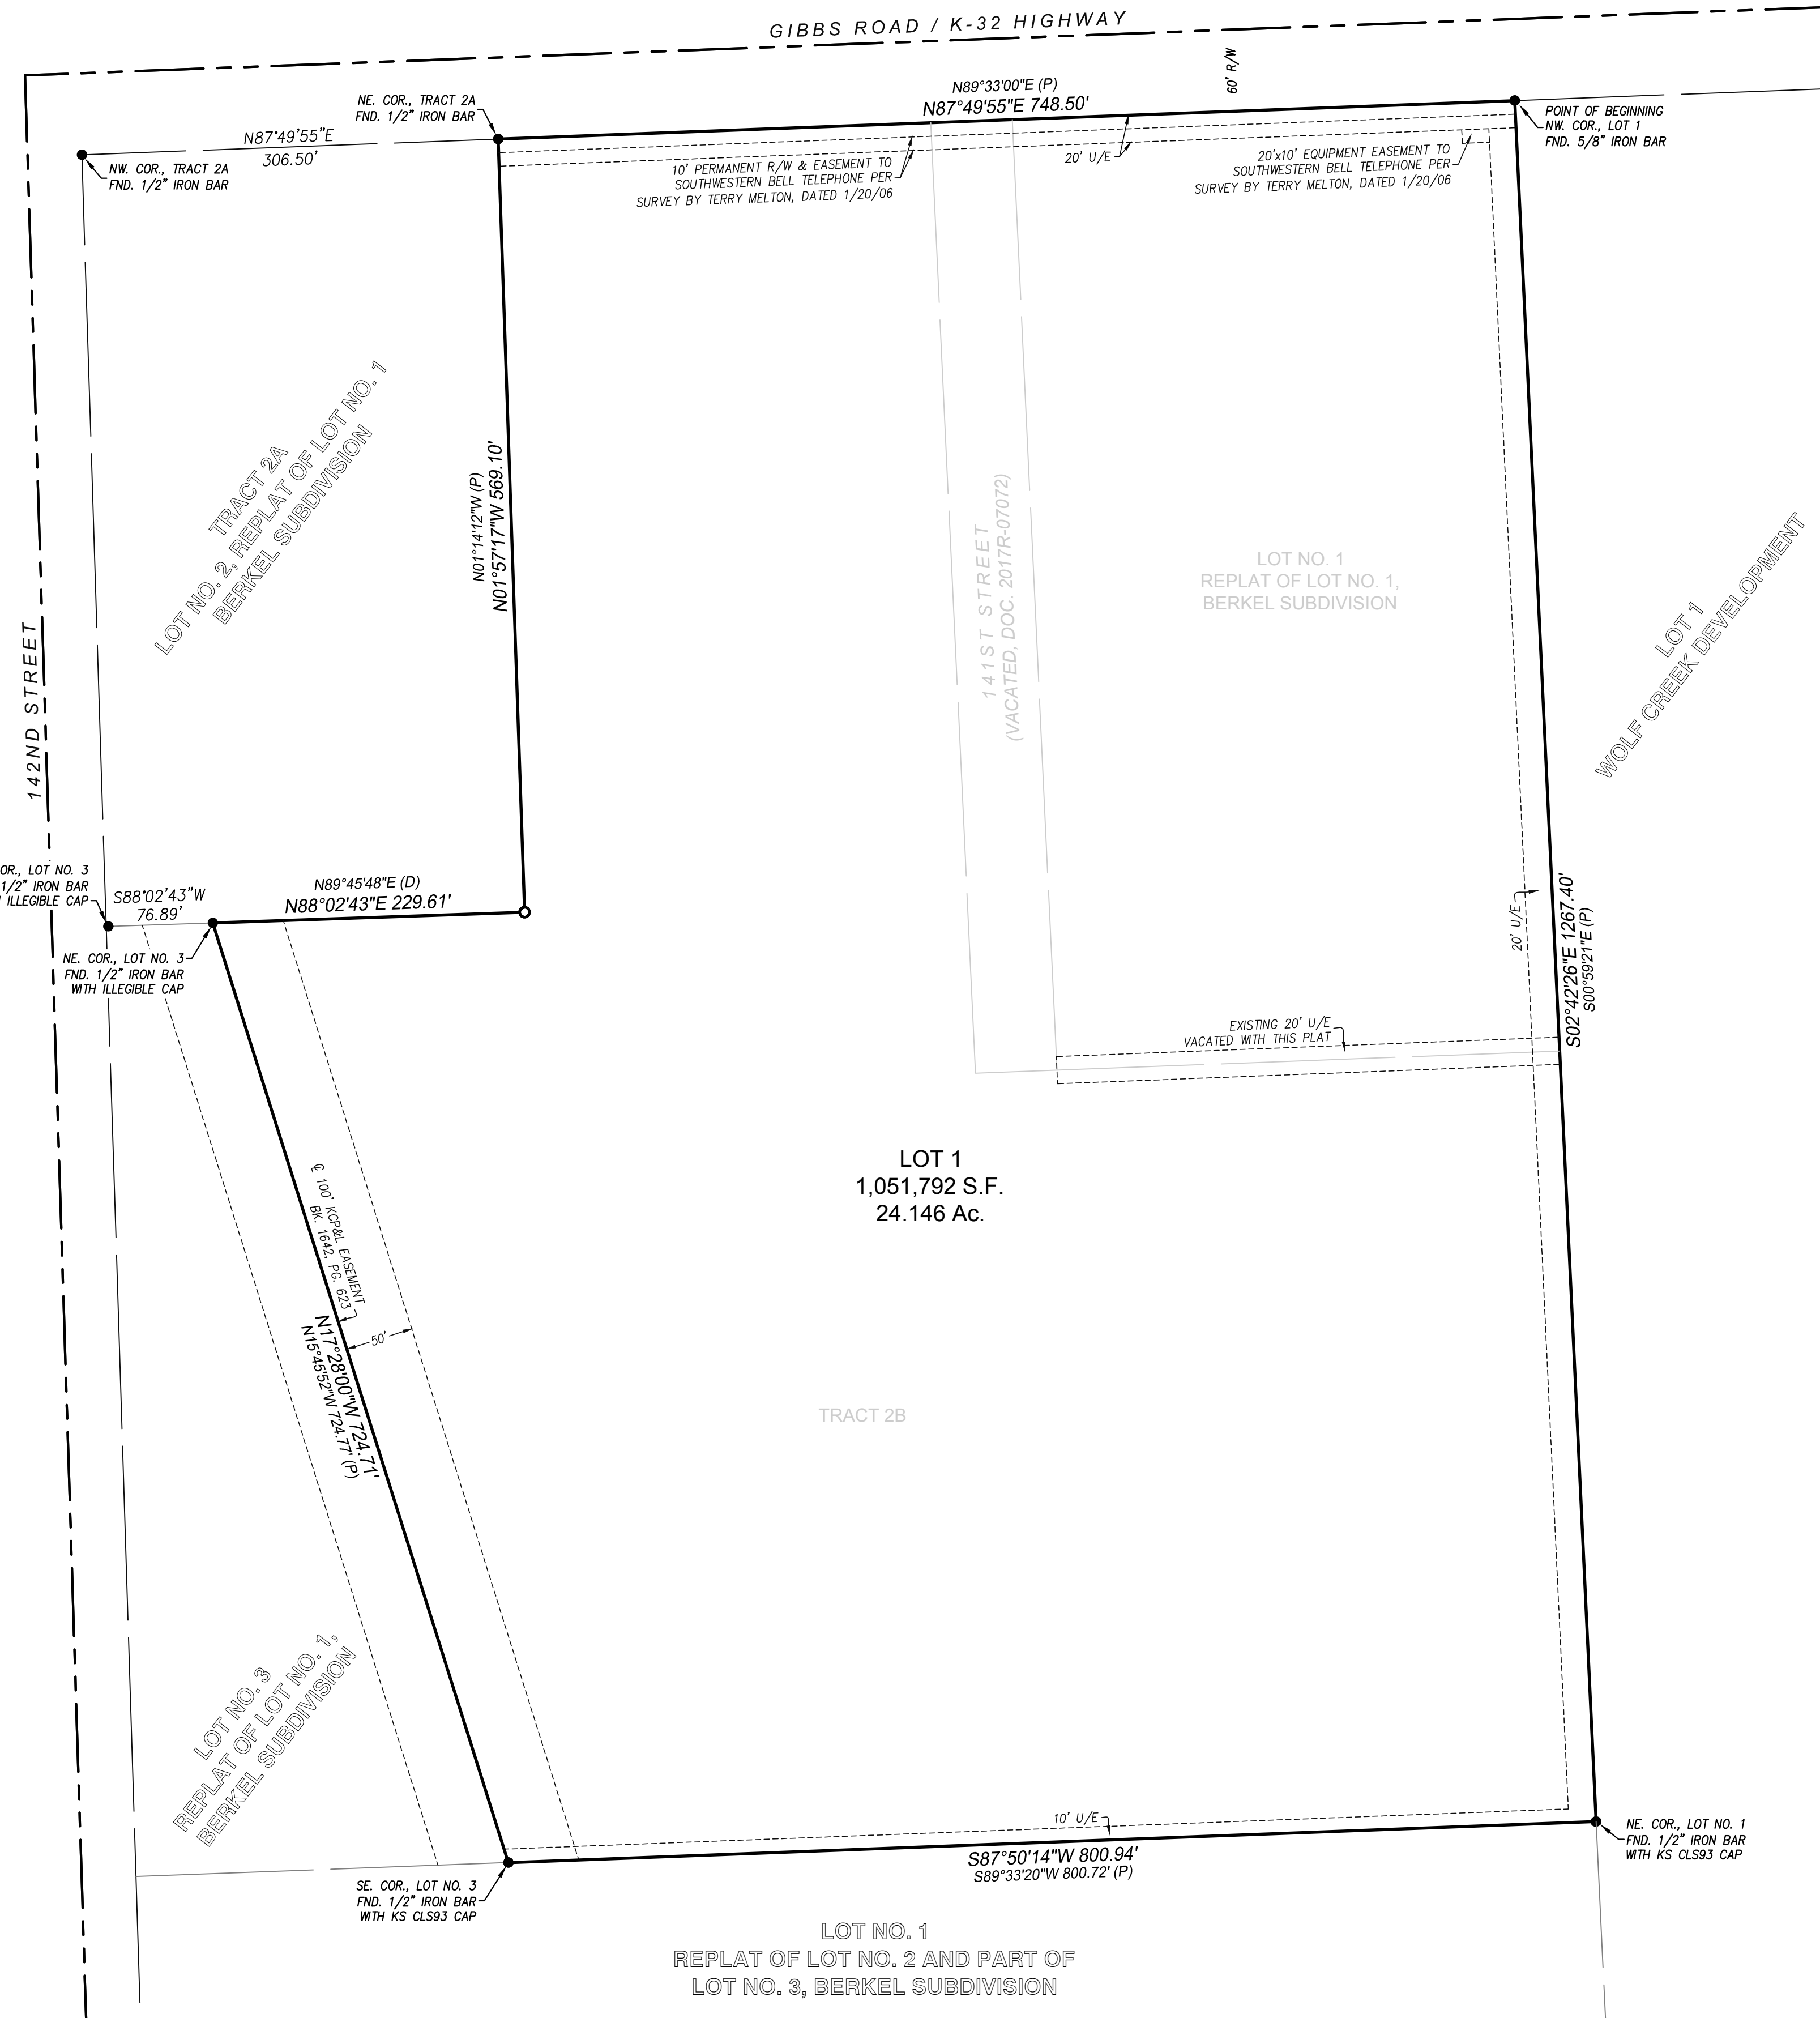 GIBBS ROAD / K-32 HIGHWAY
60' R/W
N89°33'00"E (P)
N87°49'55"E 748.50'
NE. COR., TRACT 2A
FND. 1/2" IRON BAR
N87°49'55"E
306.50'
NW. COR., TRACT 2A
FND. 1/2" IRON BAR
POINT OF BEGINNING
NW. COR., LOT 1
FND. 5/8" IRON BAR
10' PERMANENT R/W & EASEMENT TO
SOUTHWESTERN BELL TELEPHONE PER
SURVEY BY TERRY MELTON, DATED 1/20/06
20' U/E
20'x10' EQUIPMENT EASEMENT TO
SOUTHWESTERN BELL TELEPHONE PER
SURVEY BY TERRY MELTON, DATED 1/20/06
TRACT 2A
LOT NO. 2, REPLAT OF LOT NO. 1
BERKEL SUBDIVISION
N01°14'12"W (P)
N01°57'17"W 569.10'
141ST STREET
(VACATED, DOC. 2017R-07072)
LOT NO. 1
REPLAT OF LOT NO. 1,
BERKEL SUBDIVISION
LOT 1
WOLF CREEK DEVELOPMENT
142ND STREET
OR., LOT NO. 3
1/2" IRON BAR
ILLEGIBLE CAP
S88°02'43"W
76.89'
N89°45'48"E (D)
N88°02'43"E 229.61'
NE. COR., LOT NO. 3
FND. 1/2" IRON BAR
WITH ILLEGIBLE CAP
20' U/E
S02°42'26"E 1267.40'
S00°59'21"E (P)
EXISTING 20' U/E
VACATED WITH THIS PLAT
LOT 1
1,051,792 S.F.
24.146 Ac.
℄ 100' KCP&L EASEMENT
BK. 1642, PG. 623
50'
N17°28'00"W 724.71'
N15°45'52"W 724.77' (P)
TRACT 2B
LOT NO. 3
REPLAT OF LOT NO. 1,
BERKEL SUBDIVISION
10' U/E
S87°50'14"W 800.94'
S89°33'20"W 800.72' (P)
NE. COR., LOT NO. 1
FND. 1/2" IRON BAR
WITH KS CLS93 CAP
SE. COR., LOT NO. 3
FND. 1/2" IRON BAR
WITH KS CLS93 CAP
LOT NO. 1
REPLAT OF LOT NO. 2 AND PART OF
LOT NO. 3, BERKEL SUBDIVISION